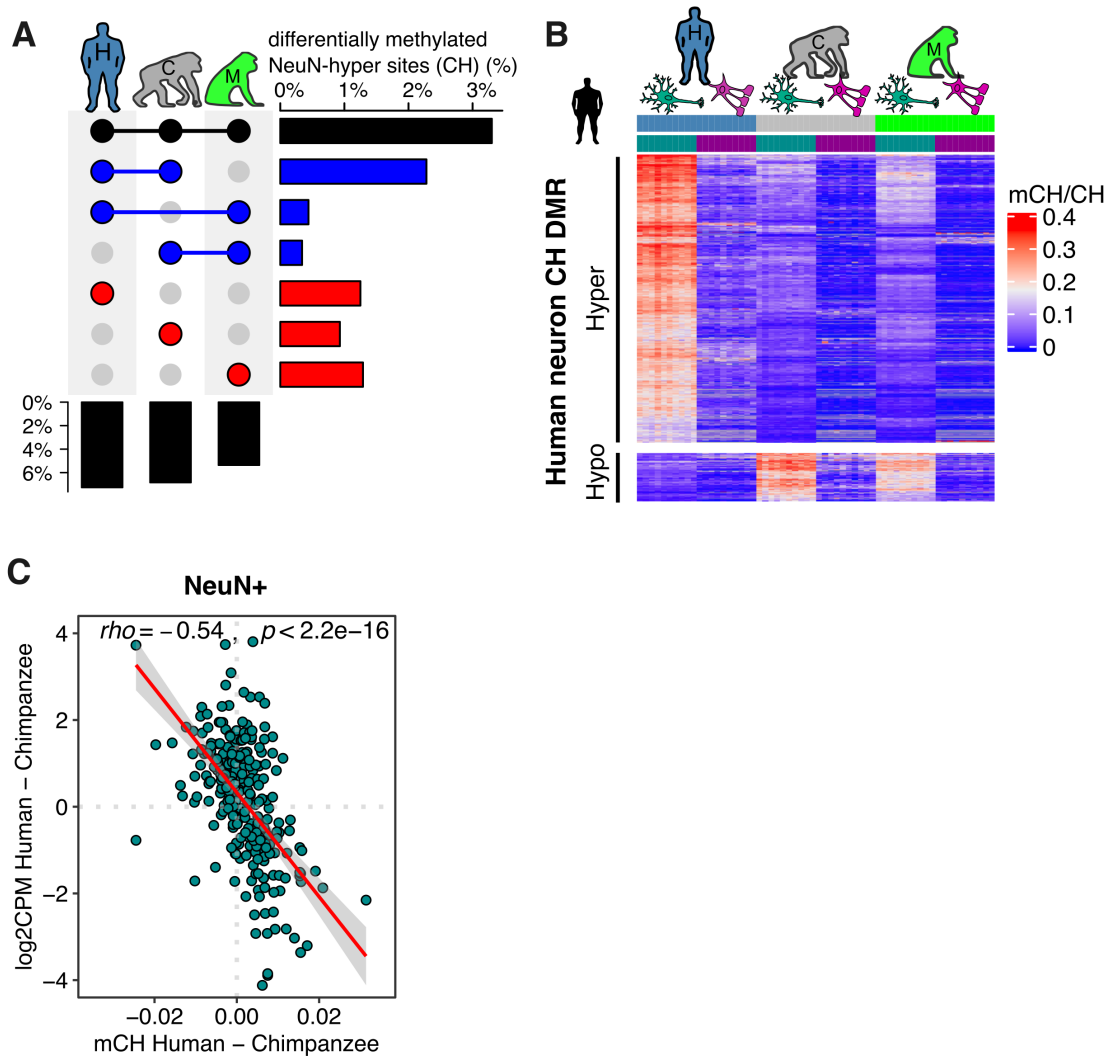 A
H
C
M
differentially methylated
NeuN-hyper sites (CH) (%)
0% 1% 2% 3%
0%
2%
4%
6%
B
H
C
M
Human neuron CH DMR
Hyper
Hypo
mCH/CH
0.4
0.3
0.2
0.1
0
C
NeuN+
rho = −0.54 , p < 2.2e−16
log2CPM Human − Chimpanzee
4
2
0
−2
−4
−0.02 0.00 0.02
mCH Human − Chimpanzee